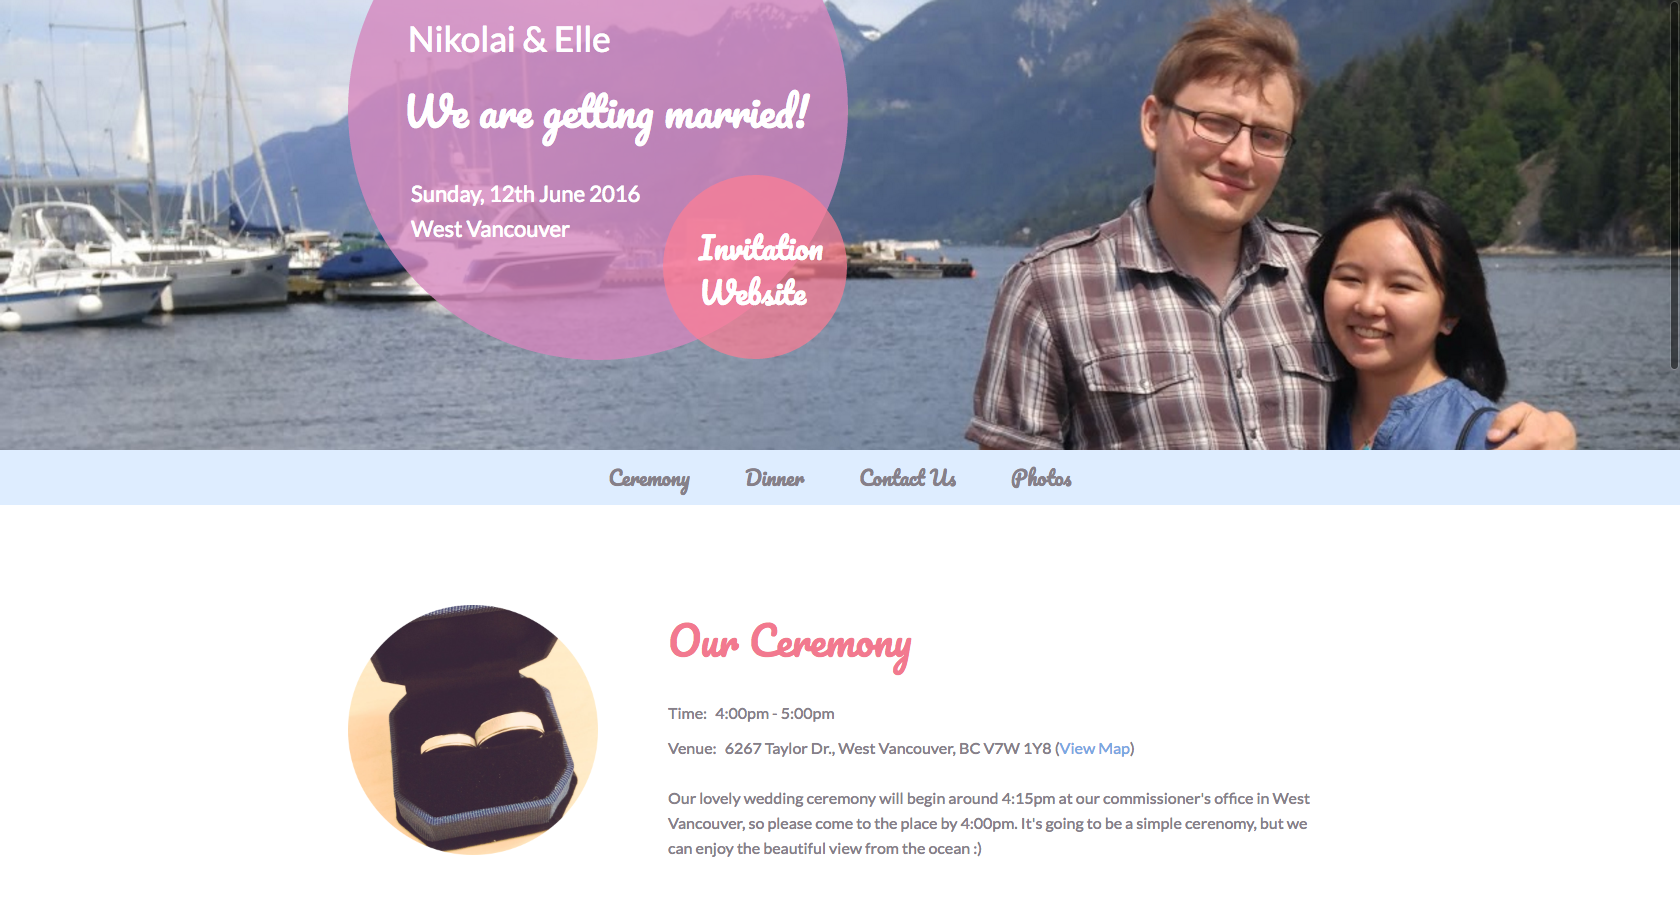 Nikolai & Elle
We are getting married!
Sunday, 12th June 2016
West Vancouver
Invitation
Website
Ceremony Dinner Contact Us Photos
Our Ceremony
Time: 4:00pm - 5:00pm
Venue: 6267 Taylor Dr., West Vancouver, BC V7W 1Y8 (View Map)
Our lovely wedding ceremony will begin around 4:15pm at our commissioner's office in West
Vancouver, so please come to the place by 4:00pm. It's going to be a simple cerenomy, but we
can enjoy the beautiful view from the ocean :)